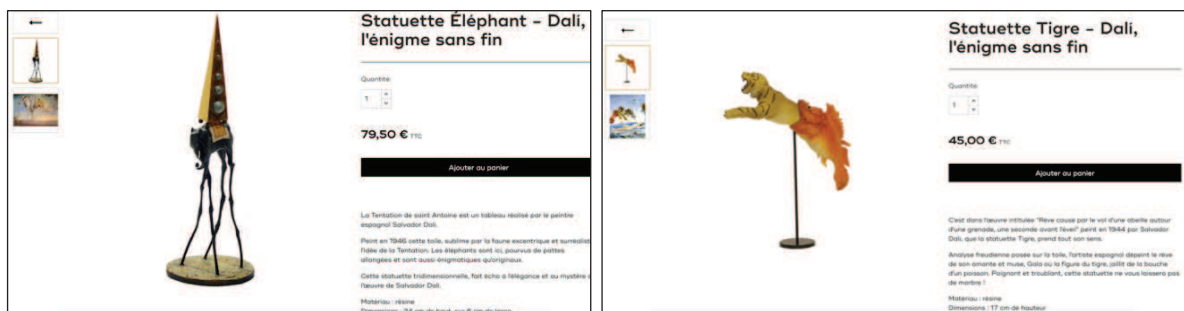 Statuette Éléphant – Dalí,
l'énigme sans fin
Quantité
1
79,50 € TTC
Ajouter au panier
La Tentation de saint Antoine est un tableau réalisé par le peintre
espagnol Salvador Dalí.
Peint en 1946 cette toile, sublime par la faune excentrique et surréalist
l'idée de la Tentation. Les éléphants sont ici, pourvus de pattes
allongées et sont aussi énigmatiques qu'originaux.
Cette statuette tridimensionnelle, fait écho à l'élégance et au mystère d
l'œuvre de Salvador Dalí.
Matériau : résine
Statuette Tigre – Dalí,
l'énigme sans fin
Quantité
1
45,00 € TTC
Ajouter au panier
C'est dans l'œuvre intitulée "Rêve causé par le vol d'une abeille autour
d'une grenade, une seconde avant l'éveil" peint en 1944 par Salvador
Dalí, que la statuette Tigre, prend tout son sens.
Analyse freudienne posée sur la toile, l'artiste espagnol dépeint le rêve
de son amante et muse, Gala où la figure du tigre, jaillit de la bouche
d'un poisson. Poignant et troublant, cette statuette ne vous laissera pas
de marbre !
Matériau : résine
Dimensions : 17 cm de hauteur